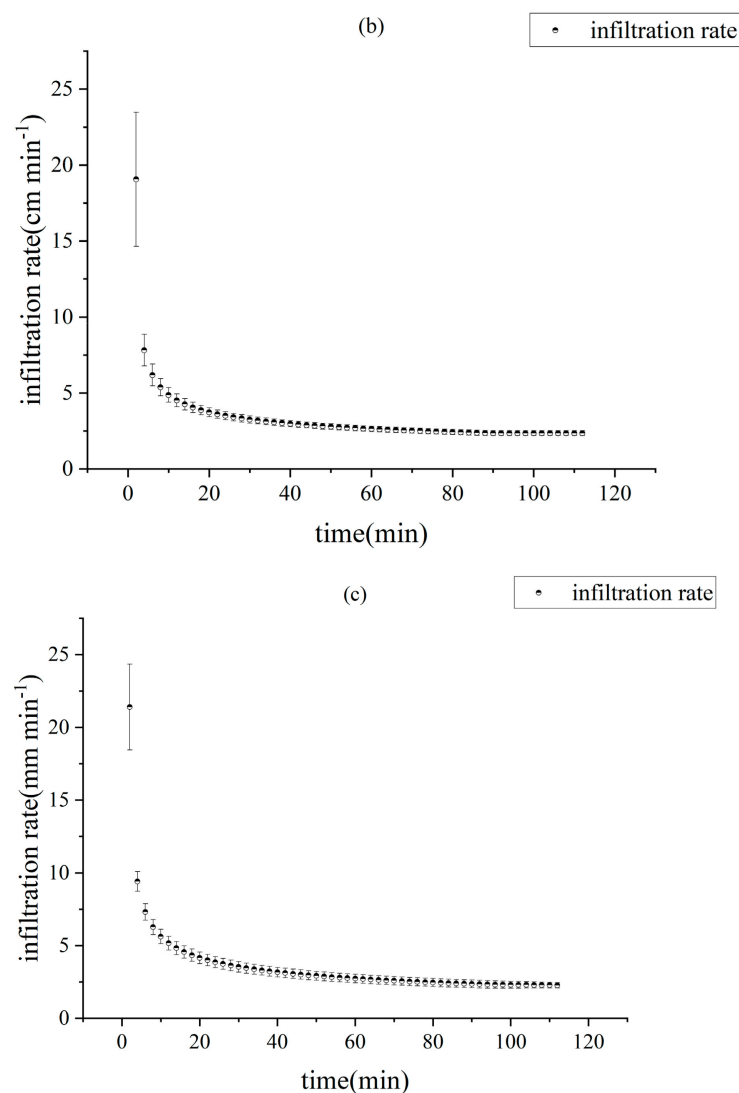 (b)
infiltration rate
25
20
15
10
5
0
infiltration rate(cm min⁻¹)
0 20 40 60 80 100 120
time(min)
(c)
infiltration rate
25
20
15
10
5
0
infiltration rate(mm min⁻¹)
0 20 40 60 80 100 120
time(min)